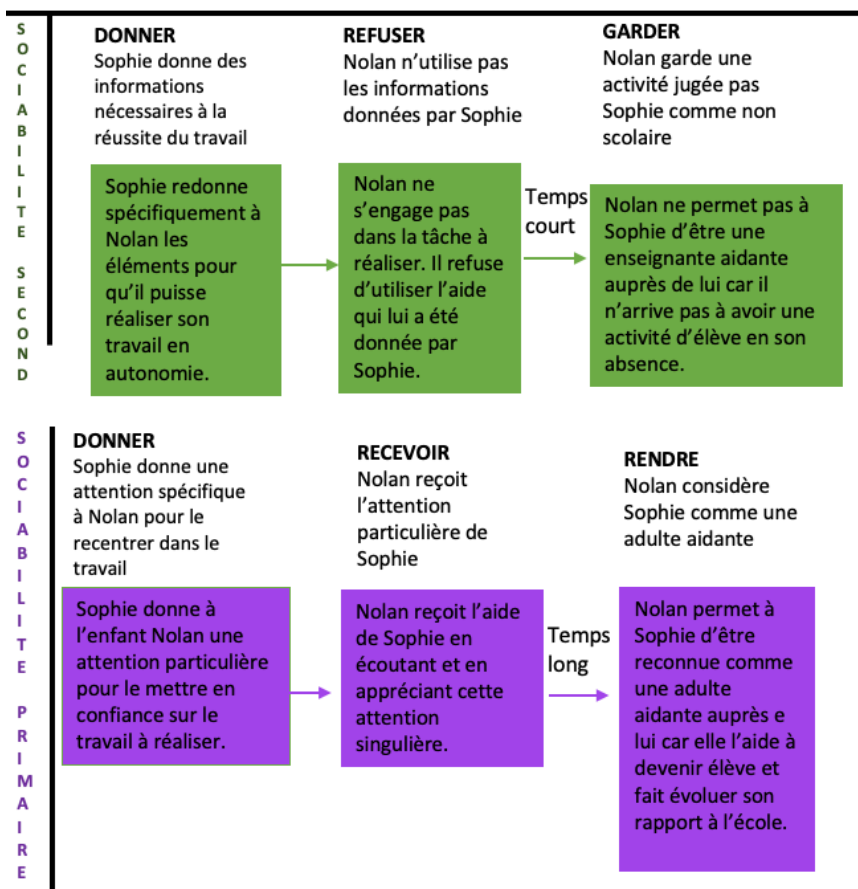 SOCIABILITE SECOND
DONNER
Sophie donne des
informations
nécessaires à la
réussite du travail
REFUSER
Nolan n'utilise pas
les informations
données par Sophie
GARDER
Nolan garde une
activité jugée pas
Sophie comme non
scolaire
Sophie redonne
spécifiquement à
Nolan les
éléments pour
qu'il puisse
réaliser son
travail en
autonomie.
Nolan ne
s'engage pas
dans la tâche à
réaliser. Il refuse
d'utiliser l'aide
qui lui a été
donnée par
Sophie.
Temps
court
Nolan ne permet pas à
Sophie d'être une
enseignante aidante
auprès de lui car il
n'arrive pas à avoir une
activité d'élève en son
absence.
SOCIABILITE PRIMAIRE
DONNER
Sophie donne une
attention spécifique
à Nolan pour le
recentrer dans le
travail
RECEVOIR
Nolan reçoit
l'attention
particulière de
Sophie
RENDRE
Nolan considère
Sophie comme une
adulte aidante
Sophie donne à
l'enfant Nolan une
attention particulière
pour le mettre en
confiance sur le
travail à réaliser.
Nolan reçoit l'aide
de Sophie en
écoutant et en
appréciant cette
attention
singulière.
Temps
long
Nolan permet à
Sophie d'être
reconnue comme
une adulte
aidante auprès e
lui car elle l'aide à
devenir élève et
fait évoluer son
rapport à l'école.